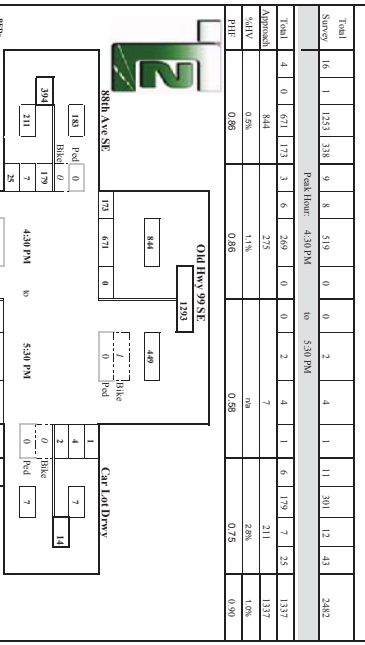 Total Survey 16 1 1253 338 9 8 519 0 0 2 4 1 11 301 12 43 2482
Peak Hour: 4:30 PM to 5:30 PM
Total 4 0 671 173 3 6 269 0 0 2 4 1 6 179 7 25 1337
Approach 844 275 7 211 1337
%HV 0.5% 1.1% n/a 2.8% 1.0%
PHF 0.86 0.86 0.58 0.75 0.90
N
Old Hwy 99 SE
1293
844 449
173 671 0
1 Bike
0 Ped
88th Ave SE
Car Lot Drwy
394
183
211
Ped 0
Bike 0
179
7
25
4:30 PM to 5:30 PM
1
4
2
7
14
0 Bike
0 Ped
7